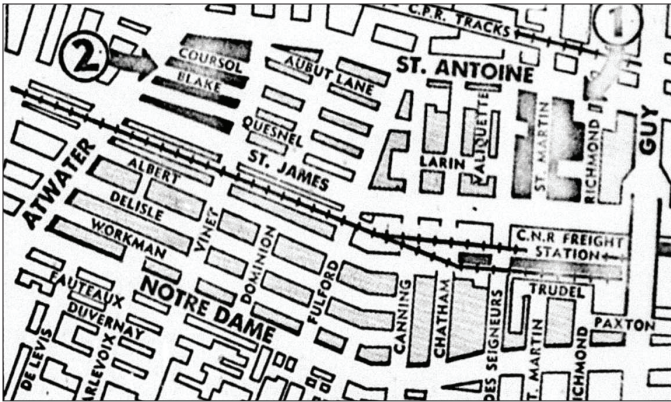 C.P.R. TRACKS
1
2
COURSOL
BLAKE
AUBUT LANE
ST. ANTOINE
QUESNEL
ST. JAMES
LARIN
ST. MARTIN
RICHMOND
GUY
ATWATER
ALBERT
DELISLE
WORKMAN
VINET
DOMINION
FULFORD
C.N.R FREIGHT
STATION
TRUDEL
PAXTON
CANNING
CHATHAM
DES SEIGNEURS
T. MARTIN
ICHMOND
NOTRE DAME
FAUTEUX
DUVERNAY
DE LEVIS
ARLEVOIX